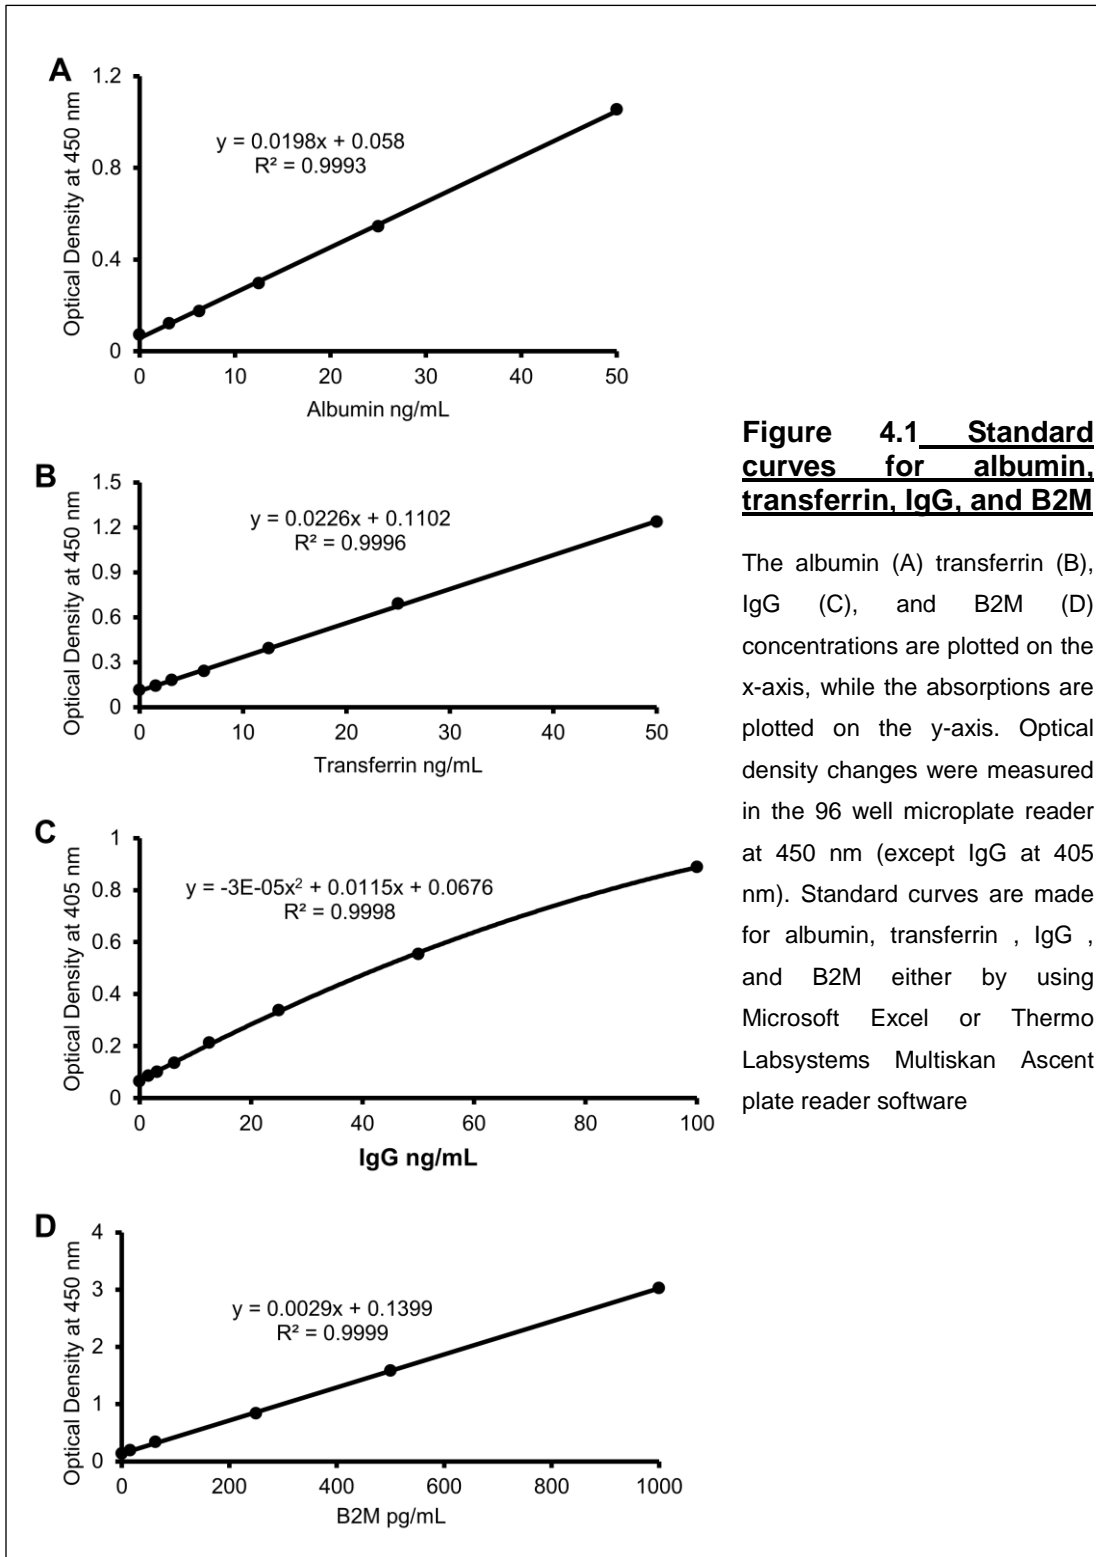 A
1.2
0.8
0.4
0
y = 0.0198x + 0.058
R² = 0.9993
Optical Density at 450 nm
0 10 20 30 40 50
Albumin ng/mL
B
1.5
1.2
0.9
0.6
0.3
0
y = 0.0226x + 0.1102
R² = 0.9996
Optical Density at 450 nm
0 10 20 30 40 50
Transferrin ng/mL
C
1
0.8
0.6
0.4
0.2
0
y = -3E-05x² + 0.0115x + 0.0676
R² = 0.9998
Optical Density at 405 nm
0 20 40 60 80 100
IgG ng/mL
D
4
3
2
1
0
y = 0.0029x + 0.1399
R² = 0.9999
Optical Density at 450 nm
0 200 400 600 800 1000
B2M pg/mL
Figure 4.1 Standard
curves for albumin,
transferrin, IgG, and B2M
The albumin (A) transferrin (B),
IgG (C), and B2M (D)
concentrations are plotted on the
x-axis, while the absorptions are
plotted on the y-axis. Optical
density changes were measured
in the 96 well microplate reader
at 450 nm (except IgG at 405
nm). Standard curves are made
for albumin, transferrin , IgG ,
and B2M either by using
Microsoft Excel or Thermo
Labsystems Multiskan Ascent
plate reader software